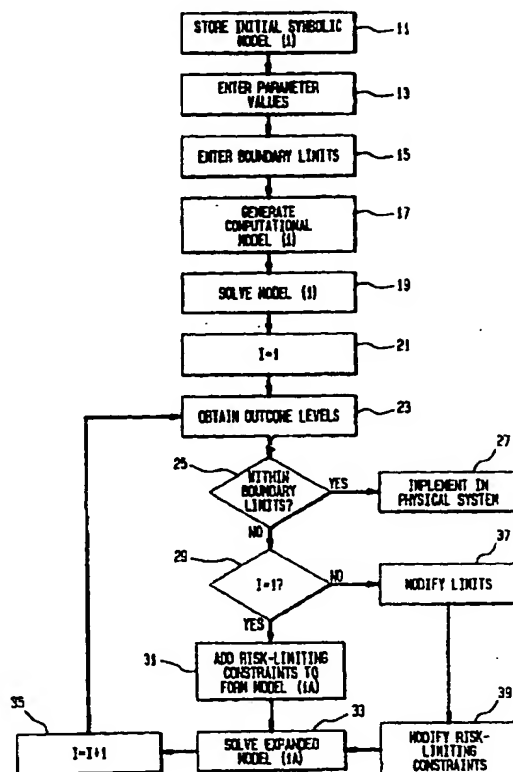 STORE INITIAL SYMBOLIC
MODEL (1)
11
ENTER PARAMETER
VALUES
13
ENTER BOUNDARY LIMITS
15
GENERATE
COMPUTATIONAL
MODEL (1)
17
SOLVE MODEL (1)
19
I=1
21
OBTAIN OUTCOME LEVELS
23
25
WITHIN
BOUNDARY
LIMITS?
YES
NO
27
IMPLEMENT IN
PHYSICAL SYSTEM
29
I=1?
NO
YES
37
MODIFY LIMITS
31
ADD RISK-LIMITING
CONSTRAINTS TO
FORM MODEL (1A)
33
SOLVE EXPANDED
MODEL (1A)
35
I=I+1
39
MODIFY RISK-
LIMITING
CONSTRAINTS